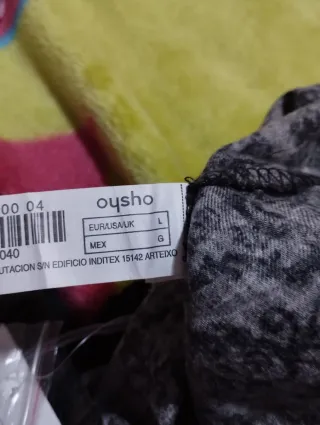 oysho
00 04
EUR/USA/UK L
MEX G
040
UTACION S/N EDIFICIO INDITEX 15142 ARTEIXO